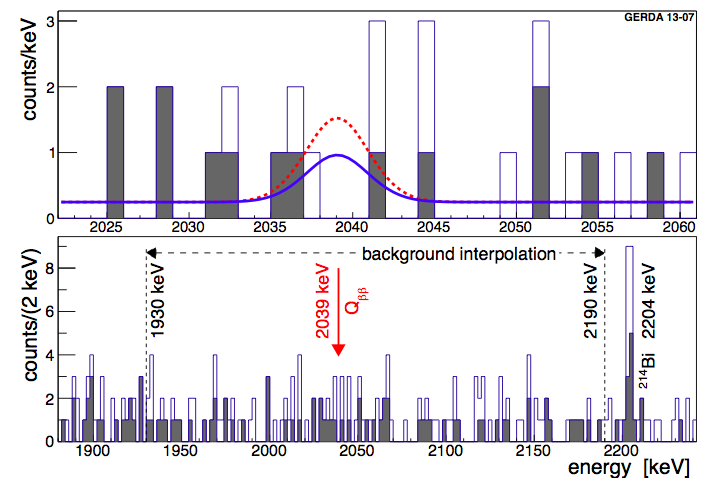 GERDA 13-07
counts/keV
3
2
1
0
2025 2030 2035 2040 2045 2050 2055 2060
counts/(2 keV)
8
6
4
2
0
background interpolation
1930 keV
2039 keV
Qββ
2190 keV
2204 keV
²¹⁴Bi
1900 1950 2000 2050 2100 2150 2200
energy [keV]